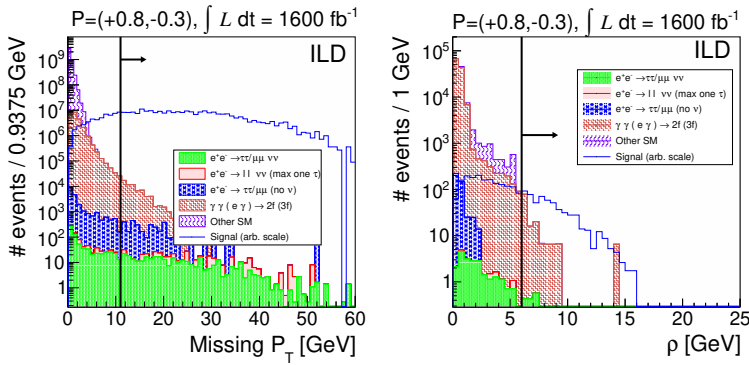 P=(+0.8,-0.3), ∫ L dt = 1600 fb⁻¹
# events / 0.9375 GeV
10⁹
10⁸
10⁷
10⁶
10⁵
10⁴
10³
10²
10
1
ILD
e⁺e⁻→ττ/μμ νν
e⁺e⁻→l l νν (max one τ)
e⁺e⁻→ττ/μμ (no ν)
γγ ( e γ) → 2f (3f)
Other SM
Signal (arb. scale)
0 10 20 30 40 50 60
Missing P_T [GeV]
P=(+0.8,-0.3), ∫ L dt = 1600 fb⁻¹
# events / 1 GeV
10⁵
10⁴
10³
10²
10
1
ILD
e⁺e⁻→ττ/μμ νν
e⁺e⁻→l l νν (max one τ)
e⁺e⁻→ττ/μμ (no ν)
γγ ( e γ) → 2f (3f)
Other SM
Signal (arb. scale)
0 5 10 15 20 25
ρ [GeV]